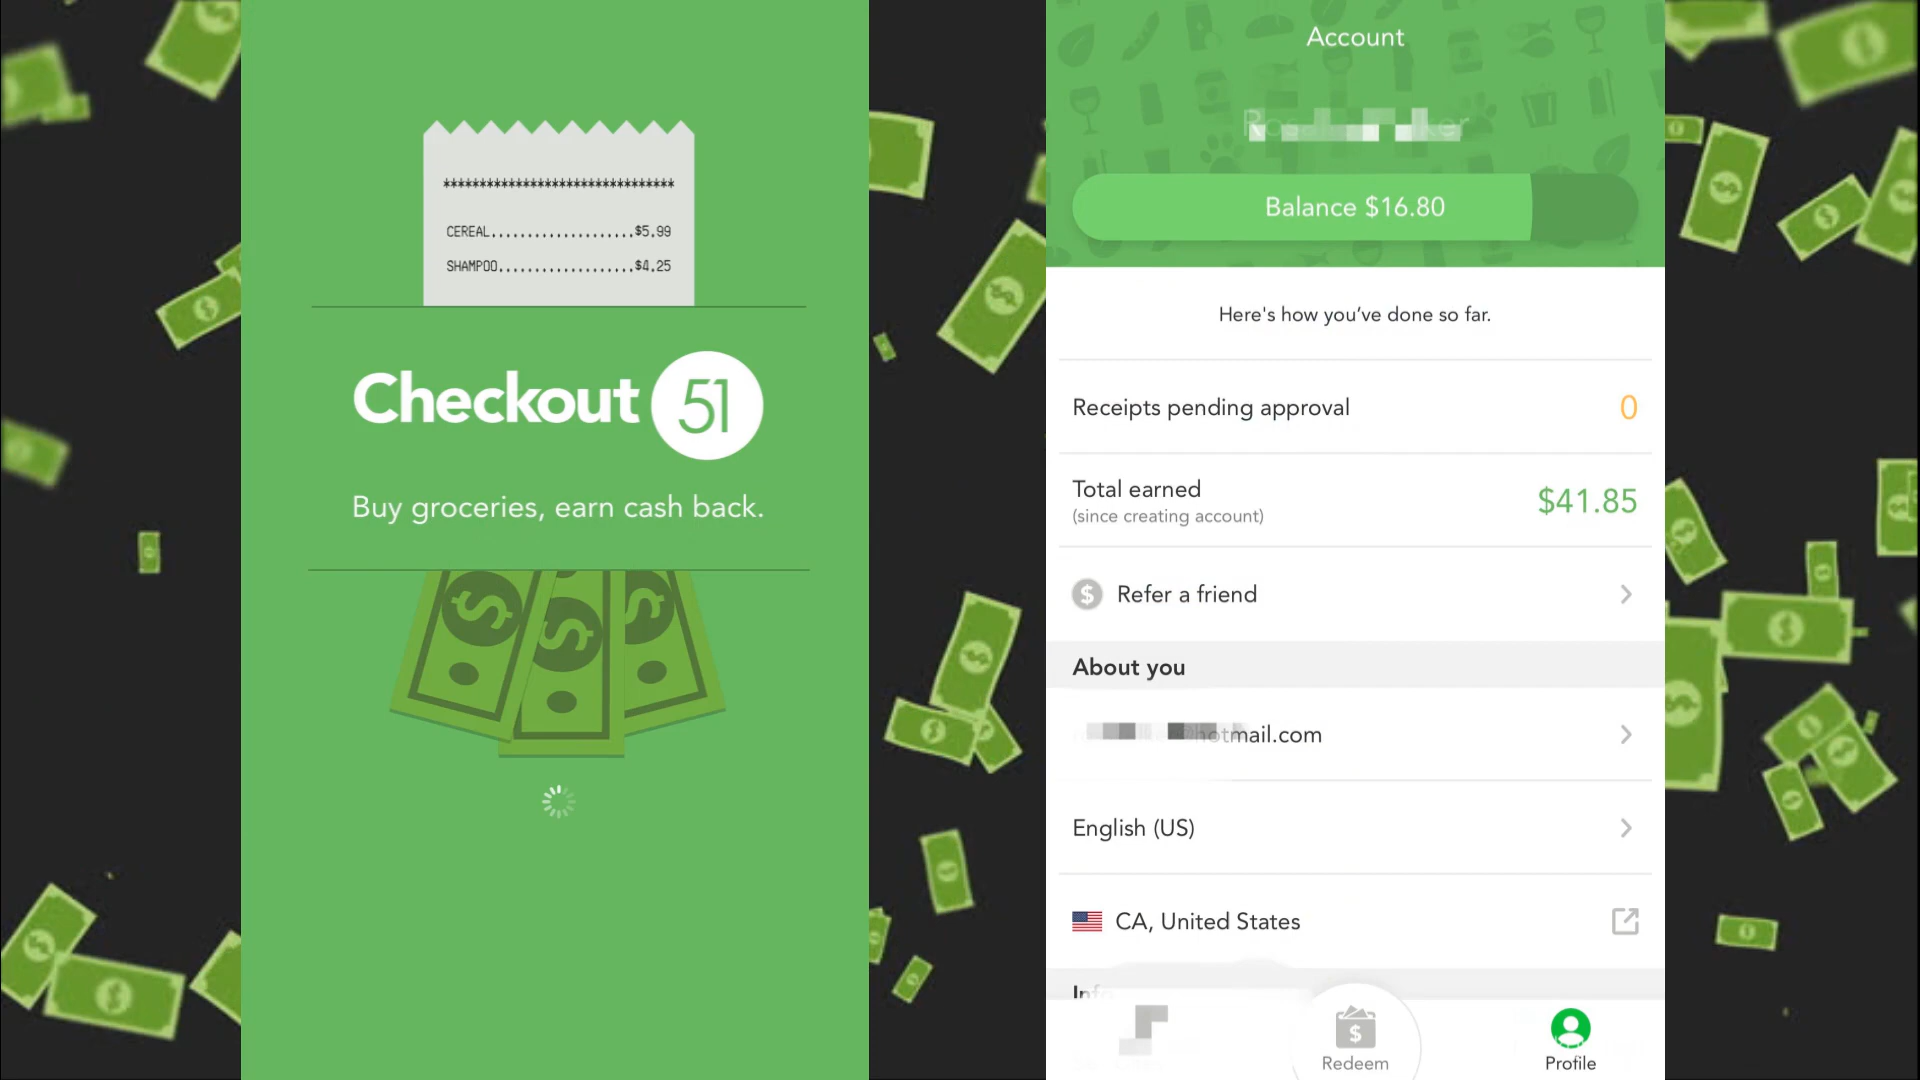 ******************************
CEREAL....................$5.99
SHAMPOO...................$4.25
Checkout 51
Buy groceries, earn cash back.
Account
Balance $16.80
Here's how you’ve done so far.
Receipts pending approval 0
Total earned
(since creating account)
$41.85
Refer a friend
About you
@hotmail.com
English (US)
CA, United States
Redeem
Profile